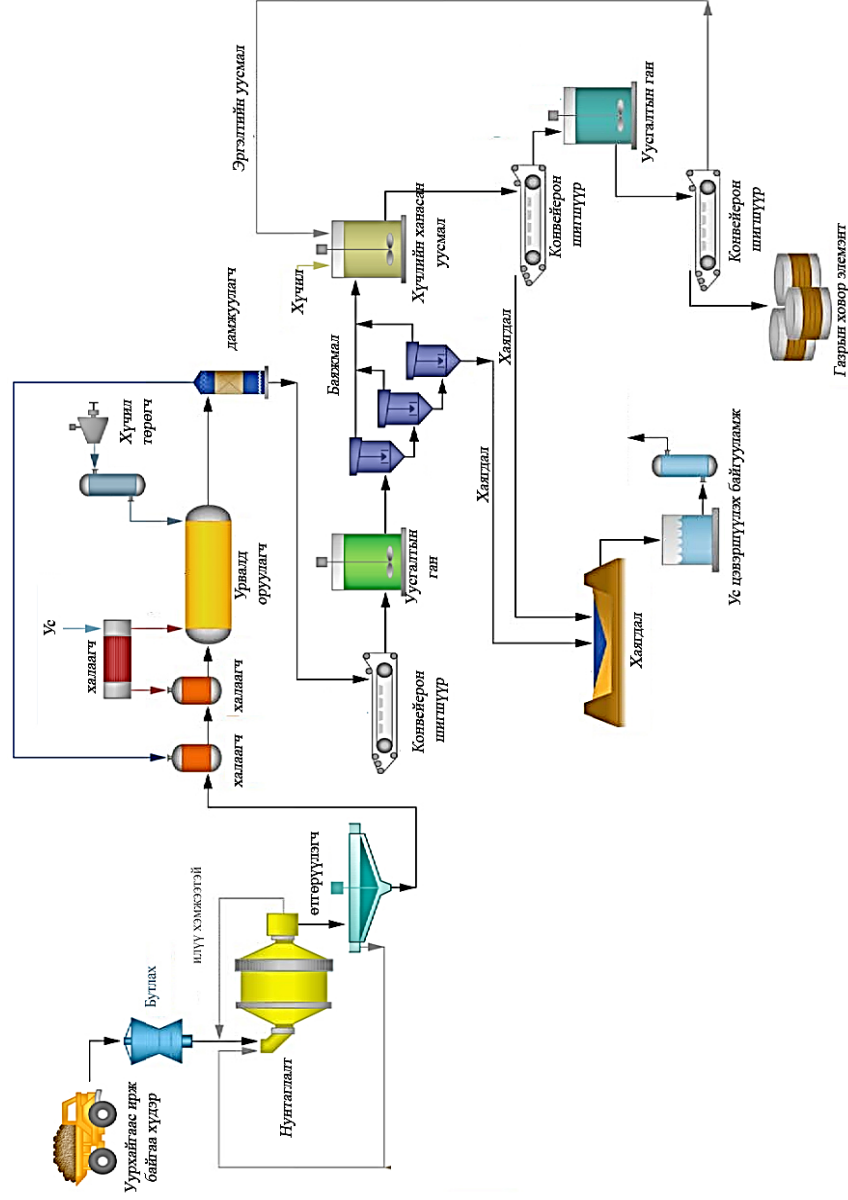 Уурхайгаас ирж
байгаа хүдэр
Бутлах
Нунтаглалт
илүү хэмжээтэй
өтгөрүүлэгч
халаагч
халаагч
халаагч
Ус
Урвалд
оруулагч
Хүчил
төрөгч
дамжуулагч
Конвейерон
шигшүүр
Уусгалтын
ган
Баяжмал
Хаягдал
Хүчил
Хүчлийн ханасан
уусмал
Эргэлтийн уусмал
Конвейерон
шигшүүр
Хаягдал
Уусгалтын ган
Конвейерон
шигшүүр
Газрын ховор элемэнт
Хаягдал
Ус цэвэршүүлэх байгууламж